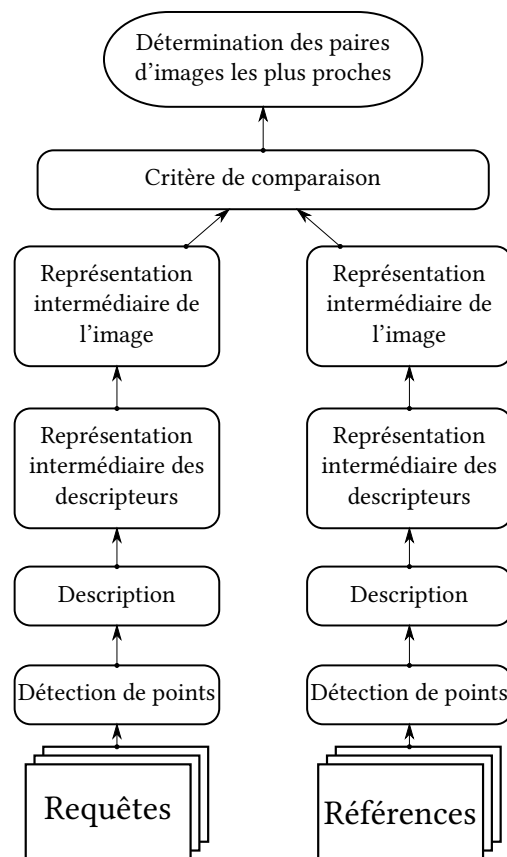 Détermination des paires
d'images les plus proches
Critère de comparaison
Représentation
intermédiaire de
l'image
Représentation
intermédiaire de
l'image
Représentation
intermédiaire des
descripteurs
Représentation
intermédiaire des
descripteurs
Description
Description
Détection de points
Détection de points
Requêtes
Références